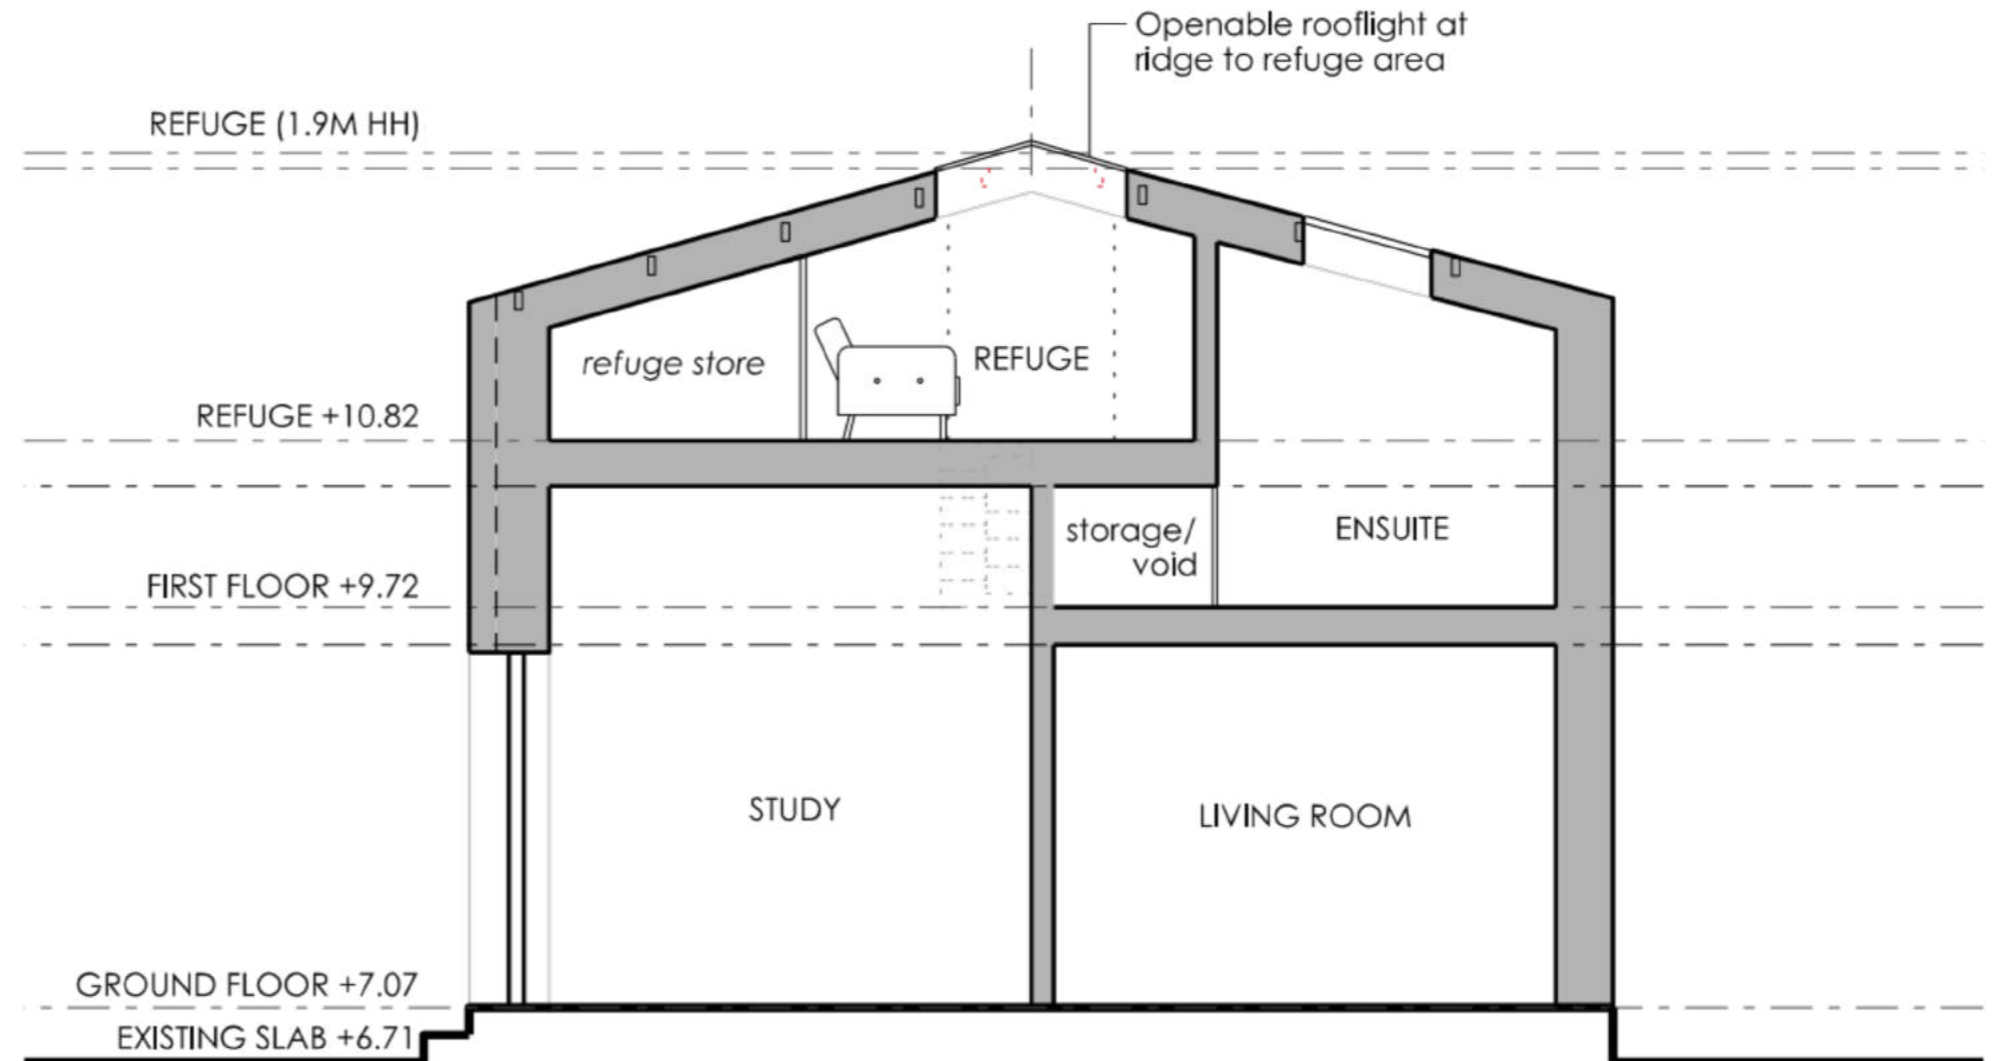 Openable rooflight at
ridge to refuge area
REFUGE (1.9M HH)
refuge store
REFUGE
REFUGE +10.82
storage/
void
ENSUITE
FIRST FLOOR +9.72
STUDY
LIVING ROOM
GROUND FLOOR +7.07
EXISTING SLAB +6.71